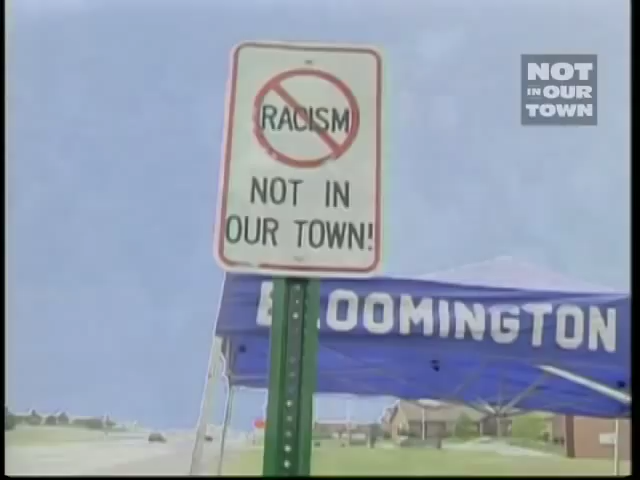 RACISM
NOT IN
OUR TOWN!
BLOOMINGTON
NOT
IN OUR
TOWN